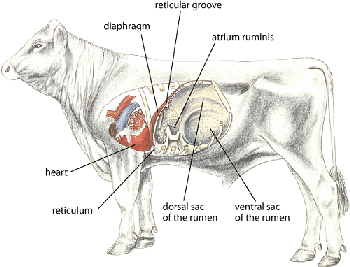 reticular groove
diaphragm
atrium ruminis
heart
reticulum
dorsal sac
of the rumen
ventral sac
of the rumen